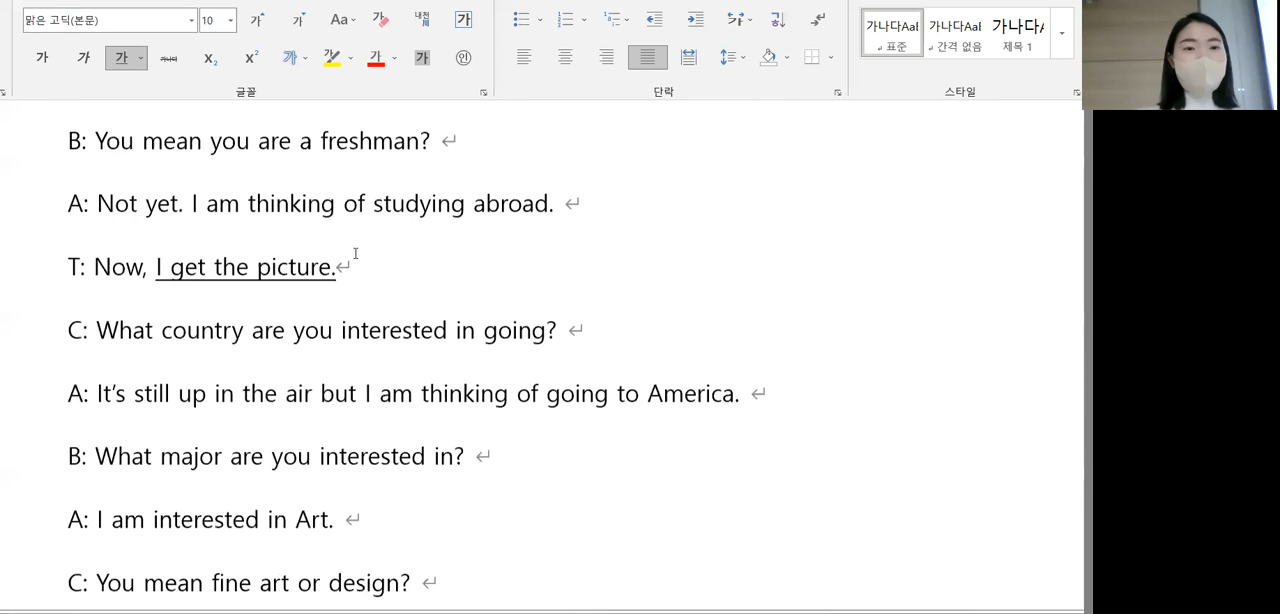 맑은 고딕(본문) 10 가 가 Aa 가 내천 가
가 가 가 가나다 X₂ X² 가 가 가 가 인
글꼴 단락 스타일
가나다Aa 가나다Aa 가나다
표준 간격 없음 제목 1
B: You mean you are a freshman?
A: Not yet. I am thinking of studying abroad.
T: Now, I get the picture.
C: What country are you interested in going?
A: It’s still up in the air but I am thinking of going to America.
B: What major are you interested in?
A: I am interested in Art.
C: You mean fine art or design?